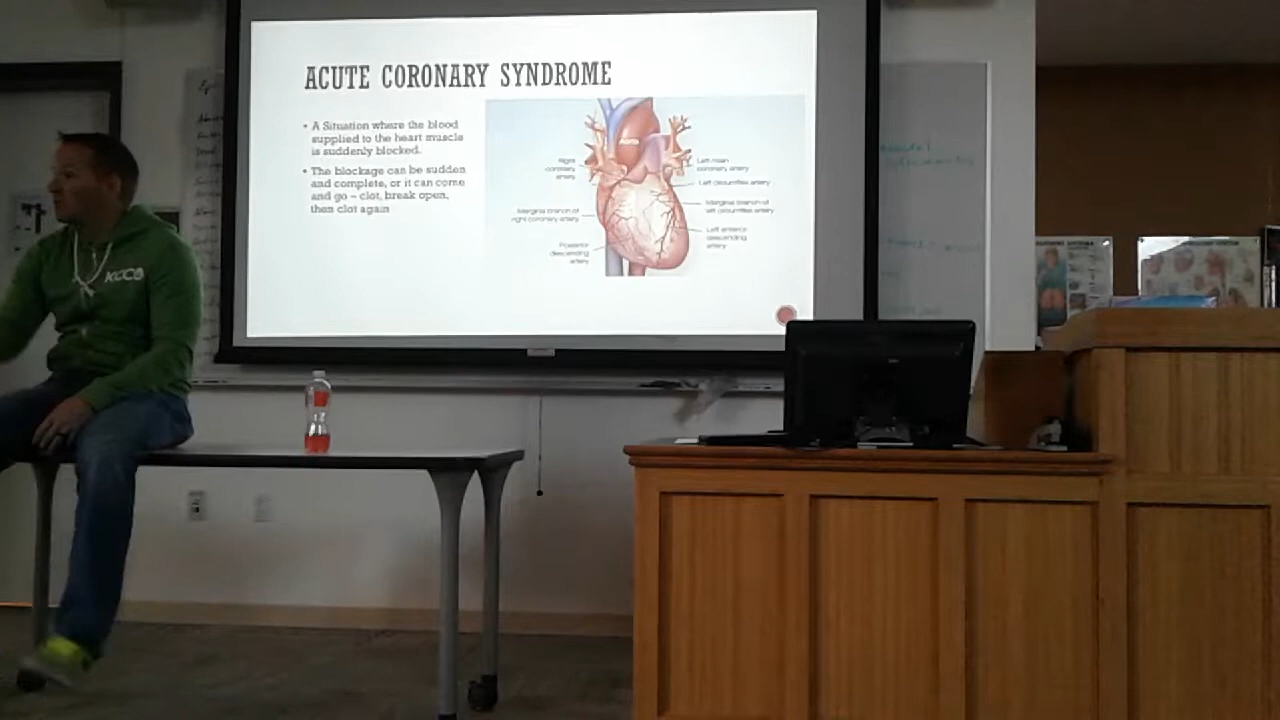 ACUTE CORONARY SYNDROME
• A Situation where the blood
supplied to the heart muscle
is suddenly blocked.
• The blockage can be sudden
and complete, or it can come
and go – clot, break open,
then clot again
Aorta
Right
coronary
artery
Marginal branch of
right coronary artery
Posterior
descending
artery
Left main
coronary artery
Left circumflex artery
Marginal branch of
left circumflex artery
Left anterior
descending
artery
KCCO